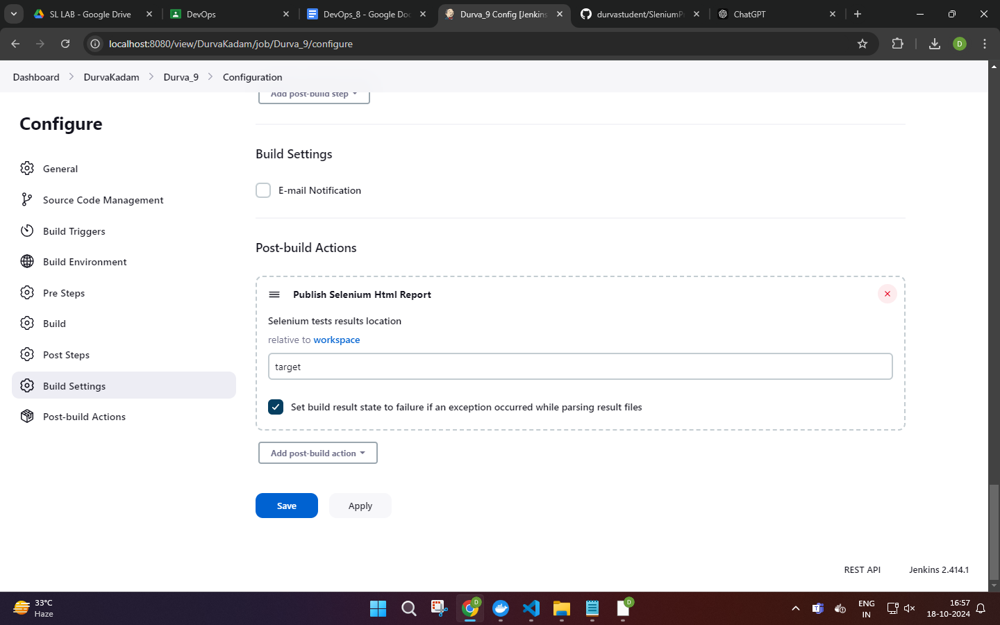 SL LAB - Google Drive
DevOps
DevOps_8 - Google Doc
Durva_9 Config [Jenkins
durvastudent/SleniumP
ChatGPT
localhost:8080/view/DurvaKadam/job/Durva_9/configure
D
Dashboard
DurvaKadam
Durva_9
Configuration
Add post-build step
Configure
General
Source Code Management
Build Triggers
Build Environment
Pre Steps
Build
Post Steps
Build Settings
Post-build Actions
Build Settings
E-mail Notification
Post-build Actions
Publish Selenium Html Report
Selenium tests results location
relative to workspace
target
Set build result state to failure if an exception occurred while parsing result files
Add post-build action
Save
Apply
REST API
Jenkins 2.414.1
33°C
Haze
D
D
ENG
IN
16:57
18-10-2024